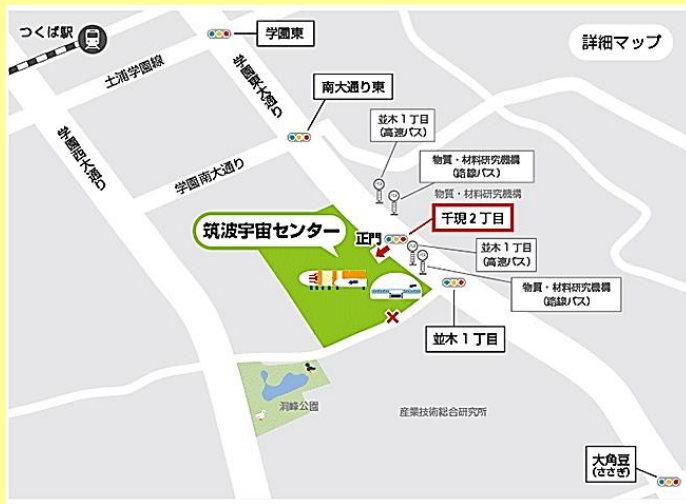 つくば駅
学園東
詳細マップ
土浦学園線
学園東大通り
南大通り東
学園西大通り
学園南大通り
並木1丁目
(高速バス)
物質・材料研究機構
(路線バス)
物質・材料研究機構
千現2丁目
筑波宇宙センター
正門
並木1丁目
(高速バス)
物質・材料研究機構
(路線バス)
並木1丁目
洞峰公園
産業技術総合研究所
大角豆
(ささぎ)